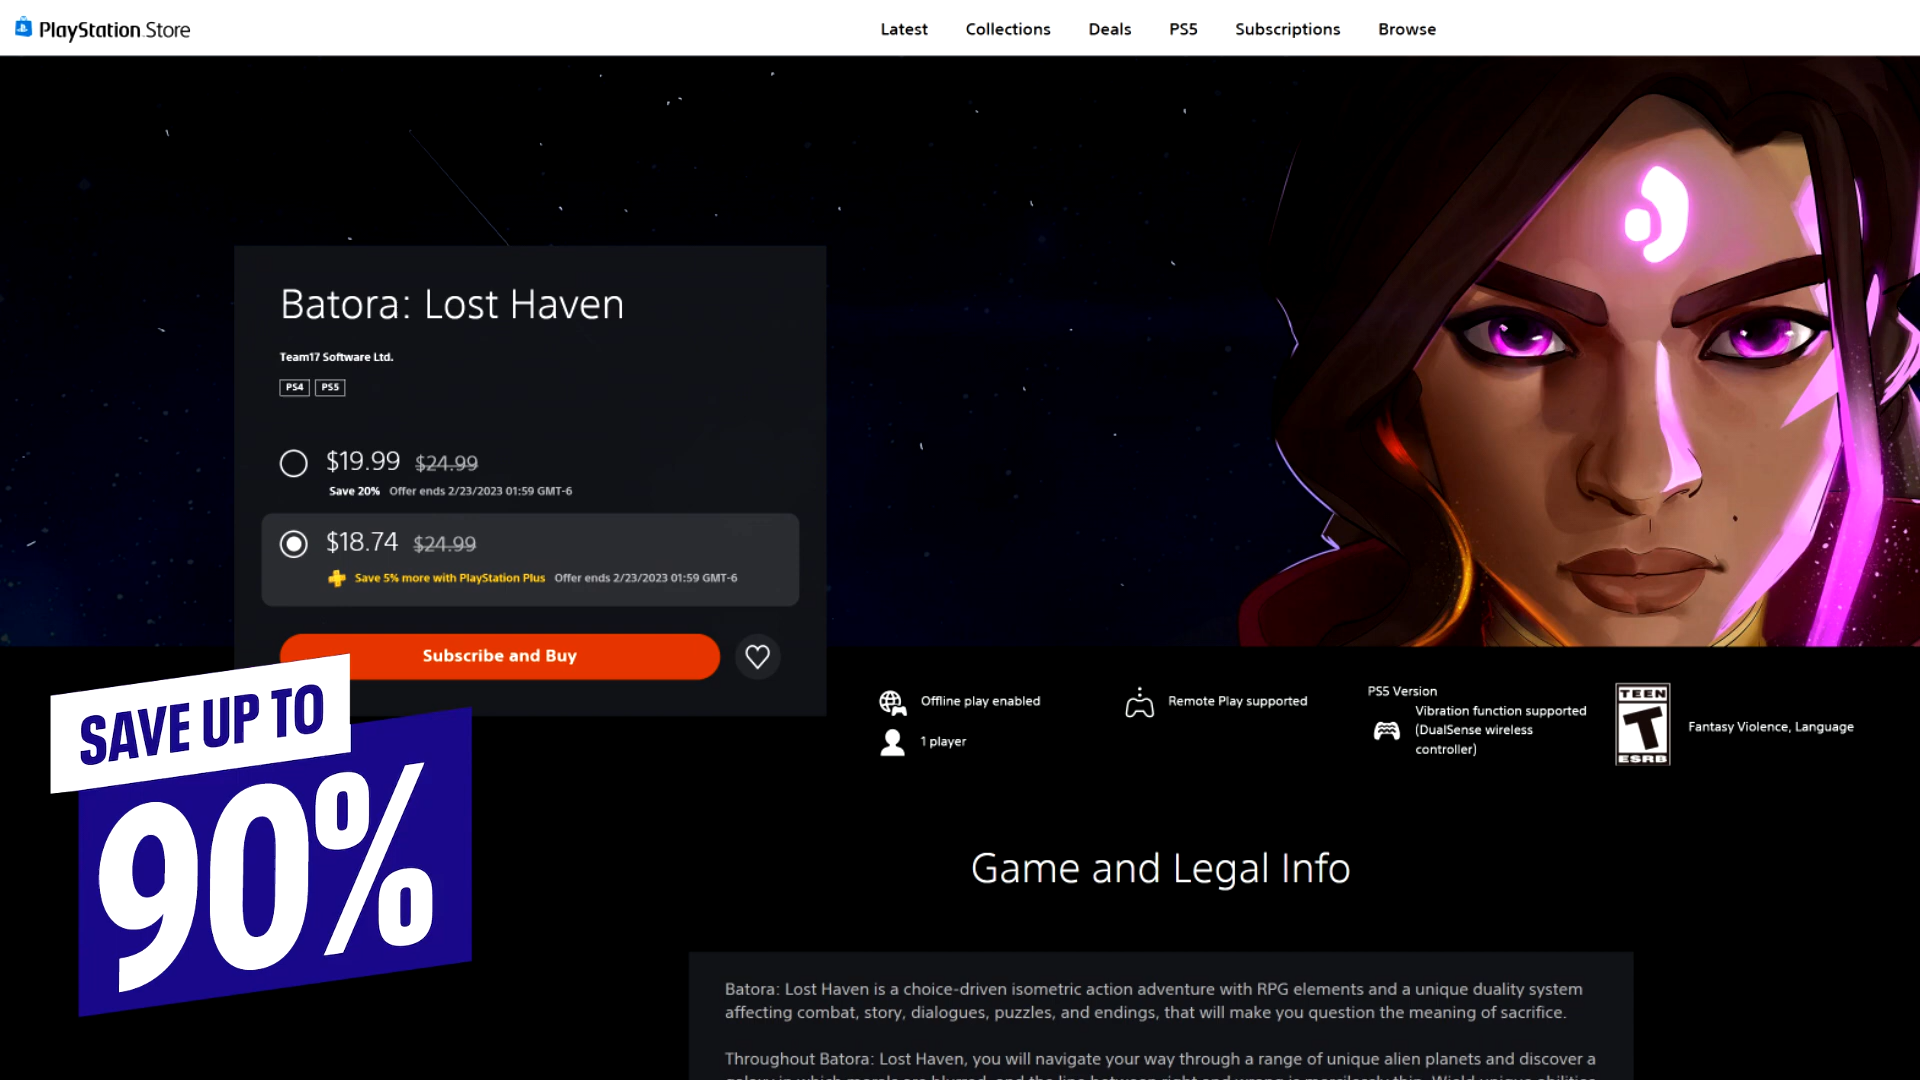 PlayStation Store
Latest Collections Deals PS5 Subscriptions Browse
Batora: Lost Haven
Team17 Software Ltd.
PS4 PS5
$19.99 $24.99
Save 20% Offer ends 2/23/2023 01:59 GMT-6
$18.74 $24.99
Save 5% more with PlayStation Plus Offer ends 2/23/2023 01:59 GMT-6
Subscribe and Buy
SAVE UP TO
90%
Offline play enabled
1 player
Remote Play supported
PS5 Version
Vibration function supported
(DualSense wireless
controller)
TEEN
T
ESRB
Fantasy Violence, Language
Game and Legal Info
Batora: Lost Haven is a choice-driven isometric action adventure with RPG elements and a unique duality system
affecting combat, story, dialogues, puzzles, and endings, that will make you question the meaning of sacrifice.
Throughout Batora: Lost Haven, you will navigate your way through a range of unique alien planets and discover a